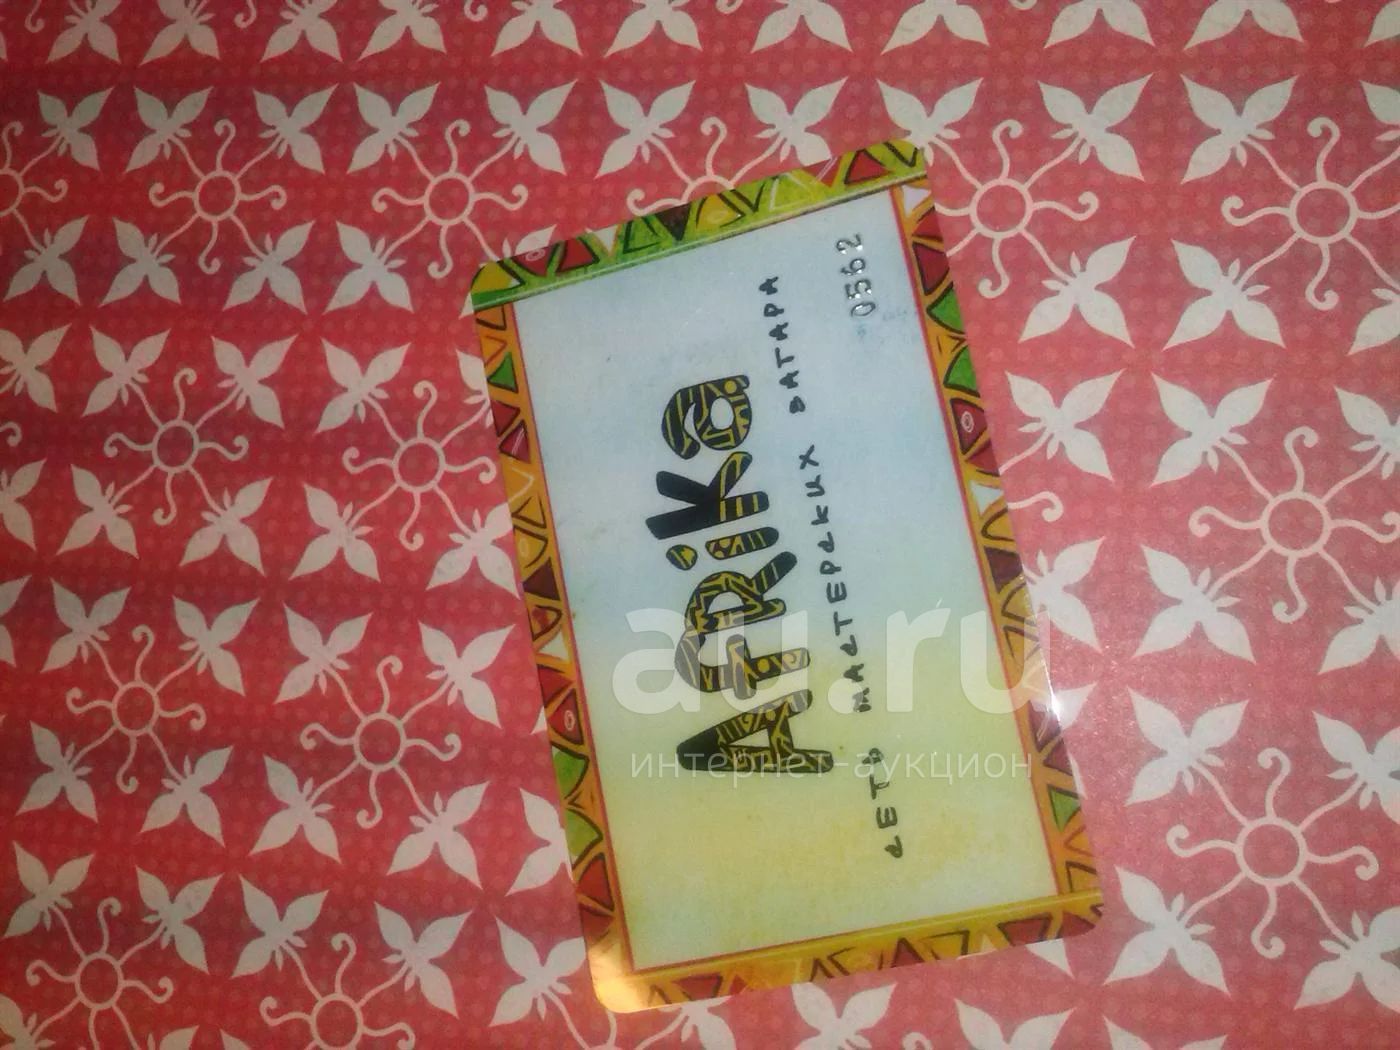 AFRiKa
СЕТЬ МАСТЕРСКИХ ЗАГАРА
0562
au.ru
интернет-аукцион